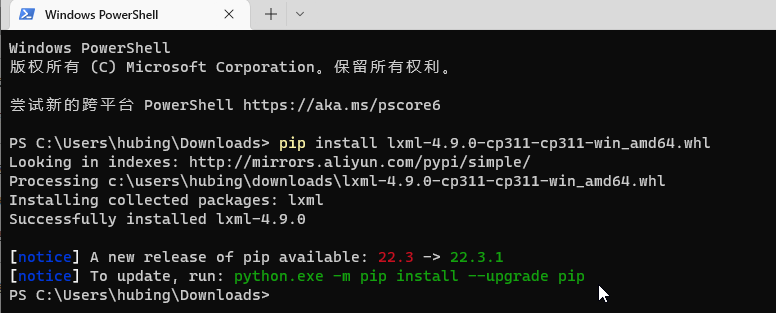 Windows PowerShell
Windows PowerShell
版权所有 (C) Microsoft Corporation。保留所有权利。
尝试新的跨平台 PowerShell https://aka.ms/pscore6
PS C:\Users\hubing\Downloads> pip install lxml-4.9.0-cp311-cp311-win_amd64.whl
Looking in indexes: http://mirrors.aliyun.com/pypi/simple/
Processing c:\users\hubing\downloads\lxml-4.9.0-cp311-cp311-win_amd64.whl
Installing collected packages: lxml
Successfully installed lxml-4.9.0
[notice] A new release of pip available: 22.3 -> 22.3.1
[notice] To update, run: python.exe -m pip install --upgrade pip
PS C:\Users\hubing\Downloads>